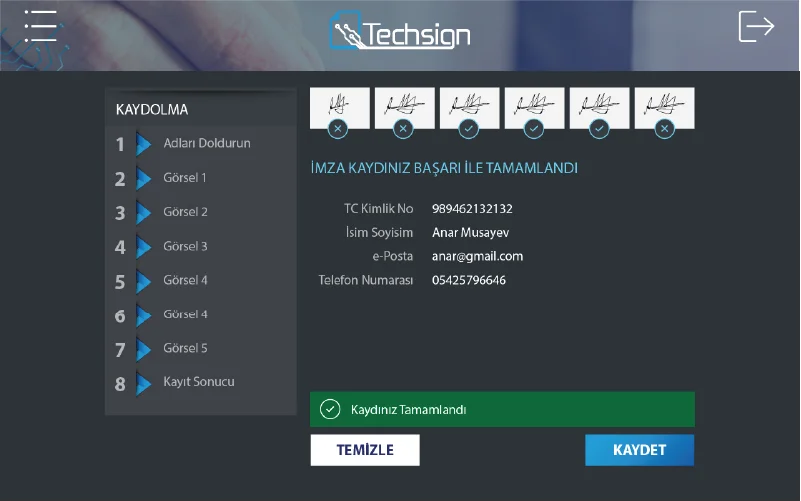 Techsign
KAYDOLMA
1 Adları Doldurun
2 Görsel 1
3 Görsel 2
4 Görsel 3
5 Görsel 4
6 Görsel 4
7 Görsel 5
8 Kayıt Sonucu
İMZA KAYDINIZ BAŞARI İLE TAMAMLANDI
TC Kimlik No 989462132132
İsim Soyisim Anar Musayev
e-Posta anar@gmail.com
Telefon Numarası 05425796646
Kaydınız Tamamlandı
TEMİZLE KAYDET